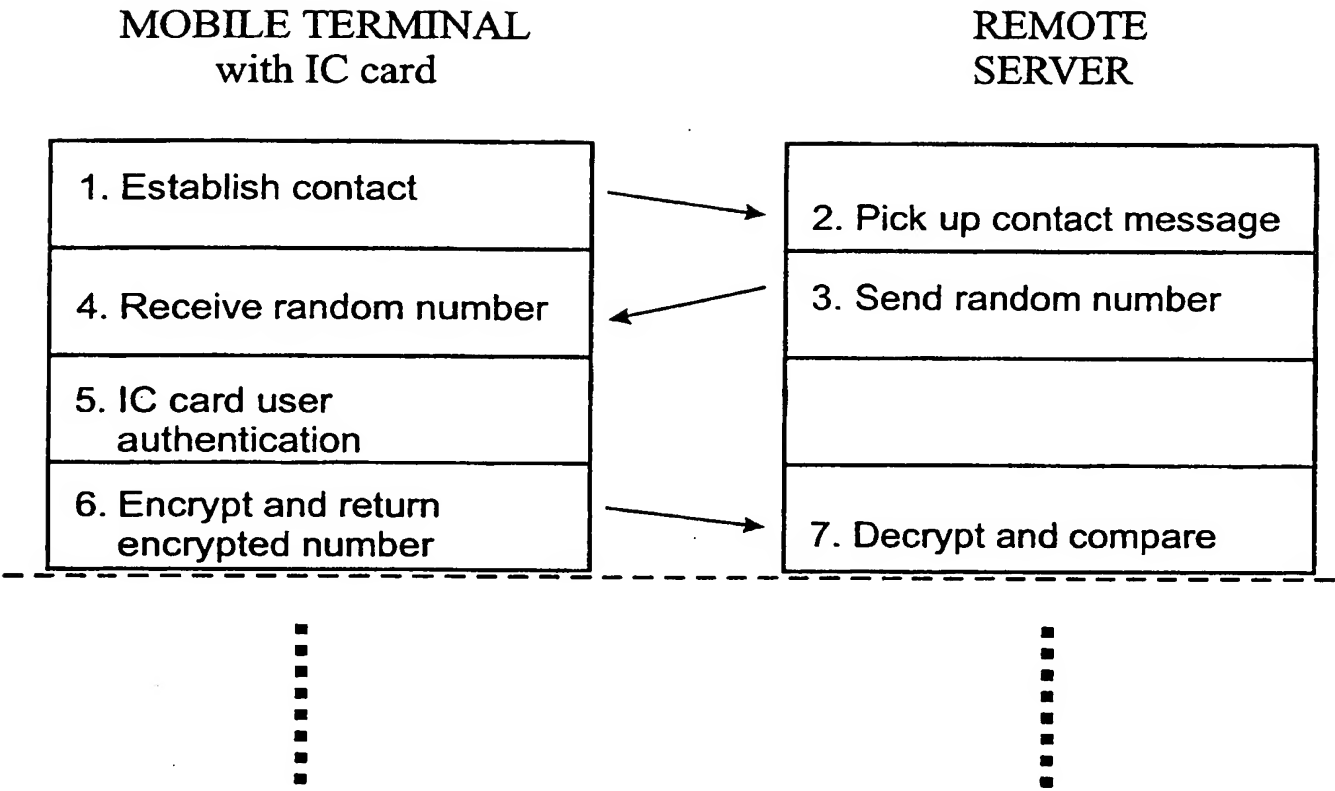 MOBILE TERMINAL
with IC card
REMOTE
SERVER
1. Establish contact
2. Pick up contact message
4. Receive random number
3. Send random number
5. IC card user
authentication
6. Encrypt and return
encrypted number
7. Decrypt and compare